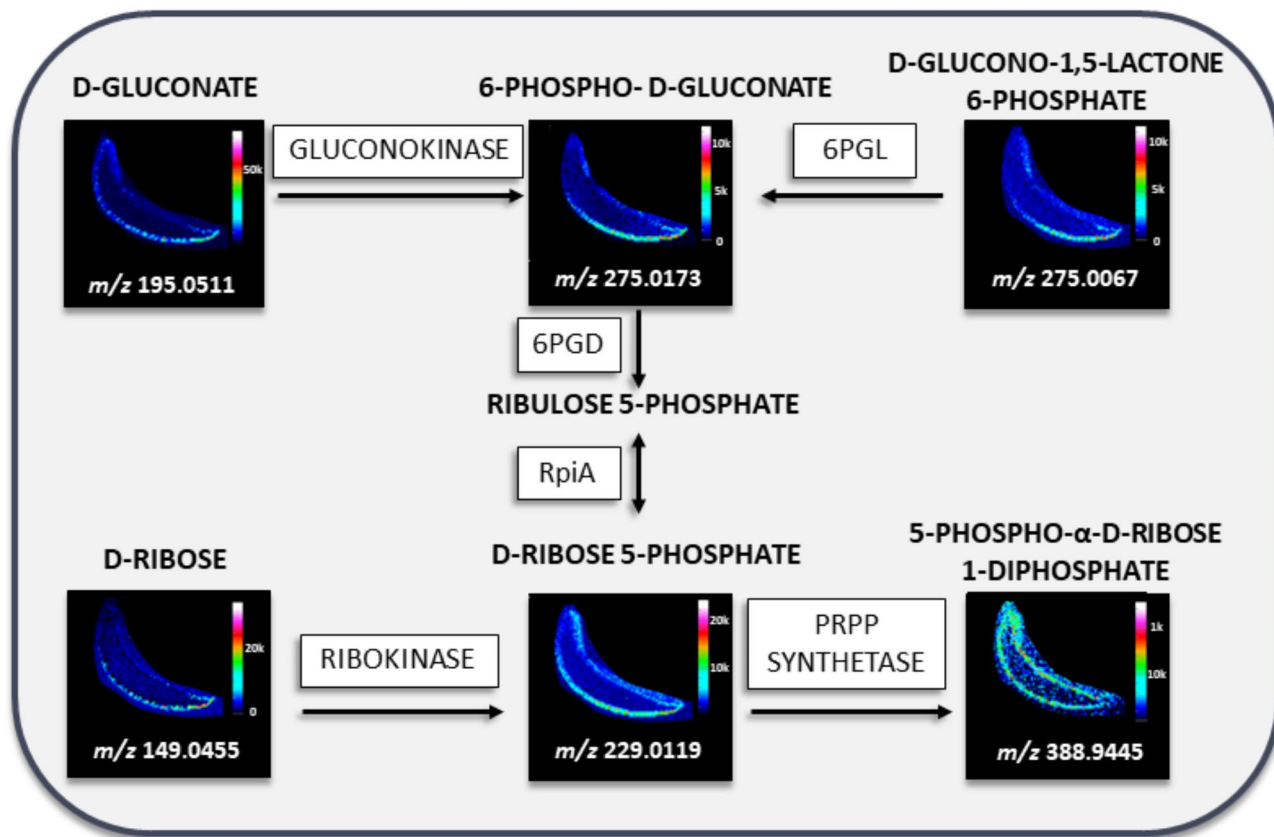 D-GLUCONATE
50k
m/z 195.0511
GLUCONOKINASE
6-PHOSPHO- D-GLUCONATE
10k
5k
0
m/z 275.0173
6PGL
D-GLUCONO-1,5-LACTONE
6-PHOSPHATE
10k
5k
0
m/z 275.0067
6PGD
RIBULOSE 5-PHOSPHATE
RpiA
D-RIBOSE
20k
0
m/z 149.0455
RIBOKINASE
D-RIBOSE 5-PHOSPHATE
20k
10k
m/z 229.0119
PRPP
SYNTHETASE
5-PHOSPHO-α-D-RIBOSE
1-DIPHOSPHATE
1k
10k
m/z 388.9445